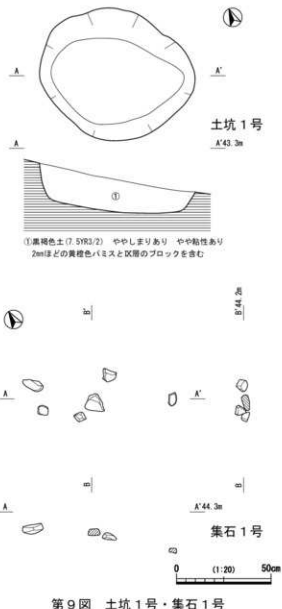 A A'
土坑1号
A A'43.3m
①
①黒褐色土(7.5YR3/2) ややしまりあり やや粘性あり
2mmほどの黄橙色パミスとⅨ層のブロックを含む
B' B'44.2m
A A'
B B
A A'44.3m
集石1号
0 (1:20) 50cm
第9図 土坑1号・集石1号